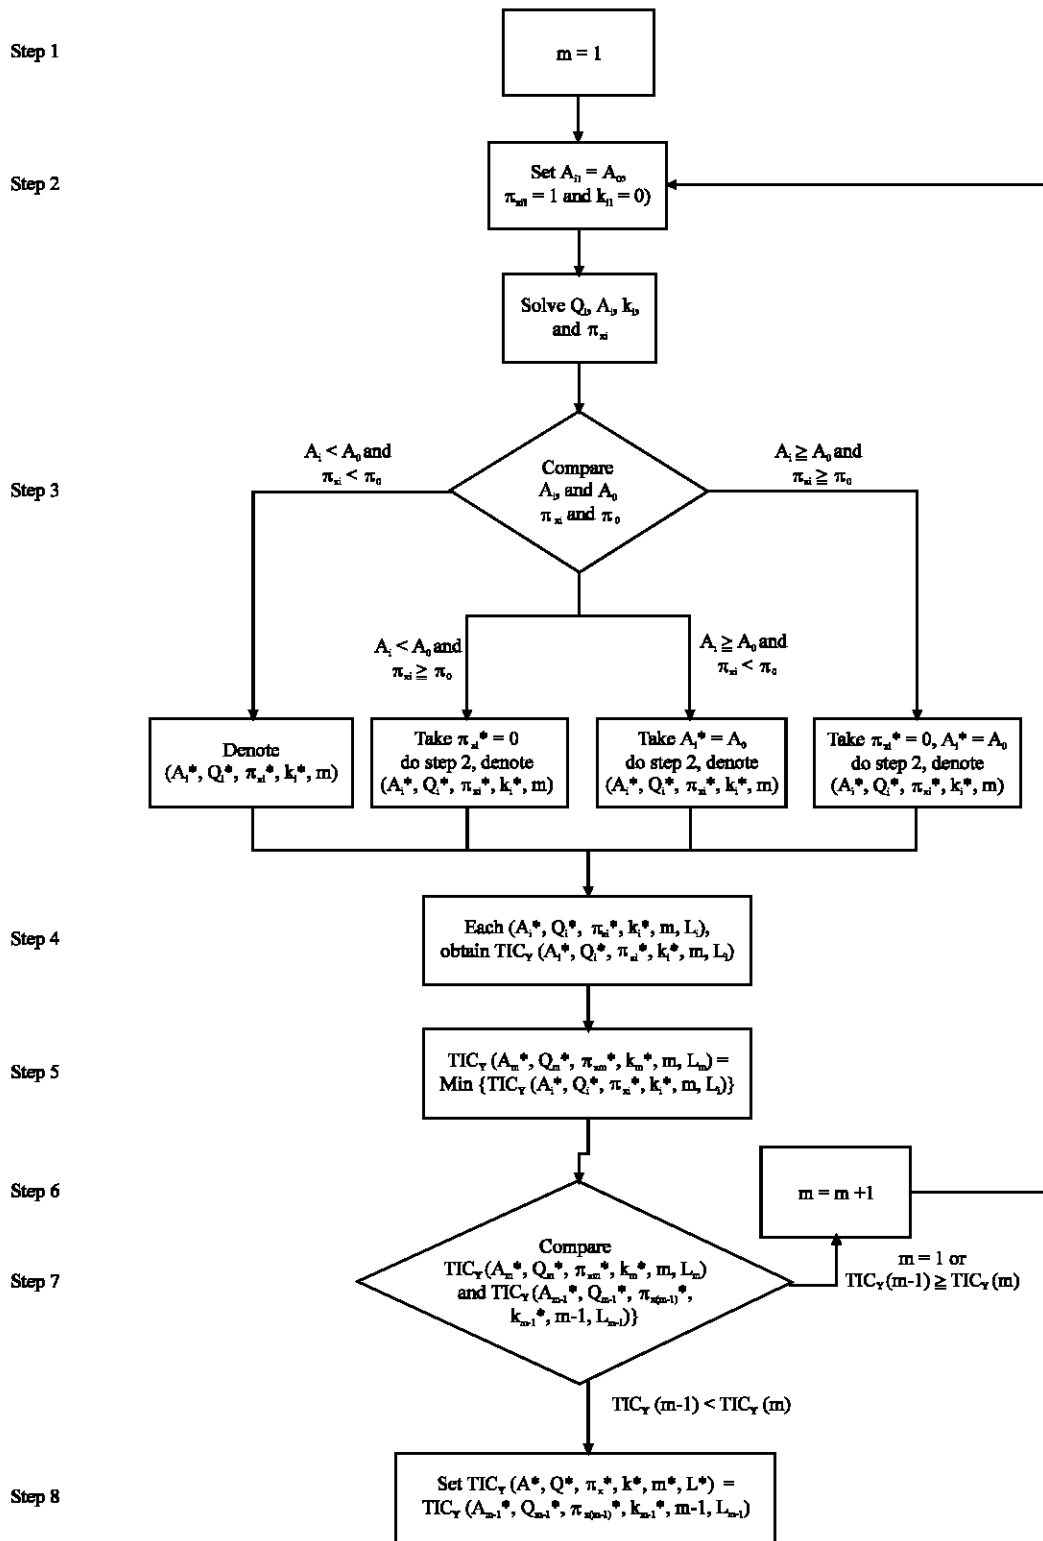 Step 1
m = 1
Step 2
Set A_i1 = A_0,
π_xi1 = 1 and k_i1 = 0)
Solve Q_i, A_i, k_i,
and π_xi
Step 3
A_i < A_0 and
π_xi < π_0
Compare
A_i, and A_0
π_xi and π_0
A_i ≧ A_0 and
π_xi ≧ π_0
A_i < A_0 and
π_xi ≧ π_0
A_i ≧ A_0 and
π_xi < π_0
Denote
(A_i*, Q_i*, π_xi*, k_i*, m)
Take π_xi* = 0
do step 2, denote
(A_i*, Q_i*, π_xi*, k_i*, m)
Take A_i* = A_0
do step 2, denote
(A_i*, Q_i*, π_xi*, k_i*, m)
Take π_xi* = 0, A_i* = A_0
do step 2, denote
(A_i*, Q_i*, π_xi*, k_i*, m)
Step 4
Each (A_i*, Q_i*, π_xi*, k_i*, m, L_i),
obtain TIC_Y (A_i*, Q_i*, π_xi*, k_i*, m, L_i)
Step 5
TIC_Y (A_m*, Q_m*, π_xm*, k_m*, m, L_m) =
Min {TIC_Y (A_i*, Q_i*, π_xi*, k_i*, m, L_i)}
Step 6
m = m +1
Step 7
Compare
TIC_Y(A_m*, Q_m*, π_xm*, k_m*, m, L_m)
and TIC_Y(A_m-1*, Q_m-1*, π_x(m-1)*,
k_m-1*, m-1, L_m-1)}
m = 1 or
TIC_Y(m-1) ≧ TIC_Y(m)
TIC_Y (m-1) < TIC_Y (m)
Step 8
Set TIC_Y (A*, Q*, π_x*, k*, m*, L*) =
TIC_Y (A_m-1*, Q_m-1*, π_x(m-1)*, k_m-1*, m-1, L_m-1)